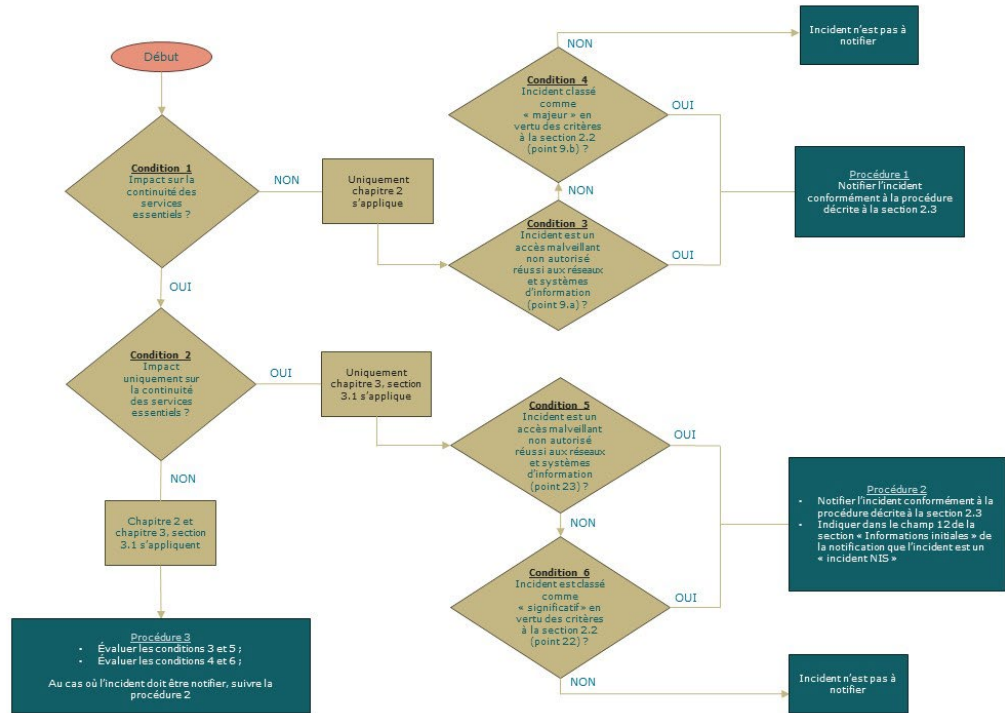 Début
Condition 1
Impact sur la
continuité des
services
essentiels ?
NON
Uniquement
chapitre 2
s'applique
NON
Incident n'est pas à
notifier
Condition 4
Incident classé
comme
« majeur » en
vertu des critères
à la section 2.2
(point 9.b) ?
OUI
NON
Condition 3
Incident est un
accès malveillant
non autorisé
réussi aux réseaux
et systèmes
d'information
(point 9.a) ?
OUI
Procédure 1
Notifier l'incident
conformément à la procédure
décrite à la section 2.3
OUI
Condition 2
Impact
uniquement sur
la continuité
des services
essentiels ?
OUI
Uniquement
chapitre 3, section
3.1 s'applique
Condition 5
Incident est un
accès malveillant
non autorisé
réussi aux réseaux
et systèmes
d'information
(point 23) ?
OUI
NON
Condition 6
Incident est classé
comme
« significatif » en
vertu des critères
à la section 2.2
(point 22) ?
OUI
Procédure 2
• Notifier l'incident conformément à la
procédure décrite à la section 2.3
• Indiquer dans le champ 12 de la
section « Informations initiales » de
la notification que l'incident est un
« incident NIS »
NON
Incident n'est pas à
notifier
NON
Chapitre 2 et
chapitre 3, section
3.1 s'appliquent
Procédure 3
• Évaluer les conditions 3 et 5 ;
• Évaluer les conditions 4 et 6 ;
Au cas où l'incident doit être notifier, suivre la
procédure 2